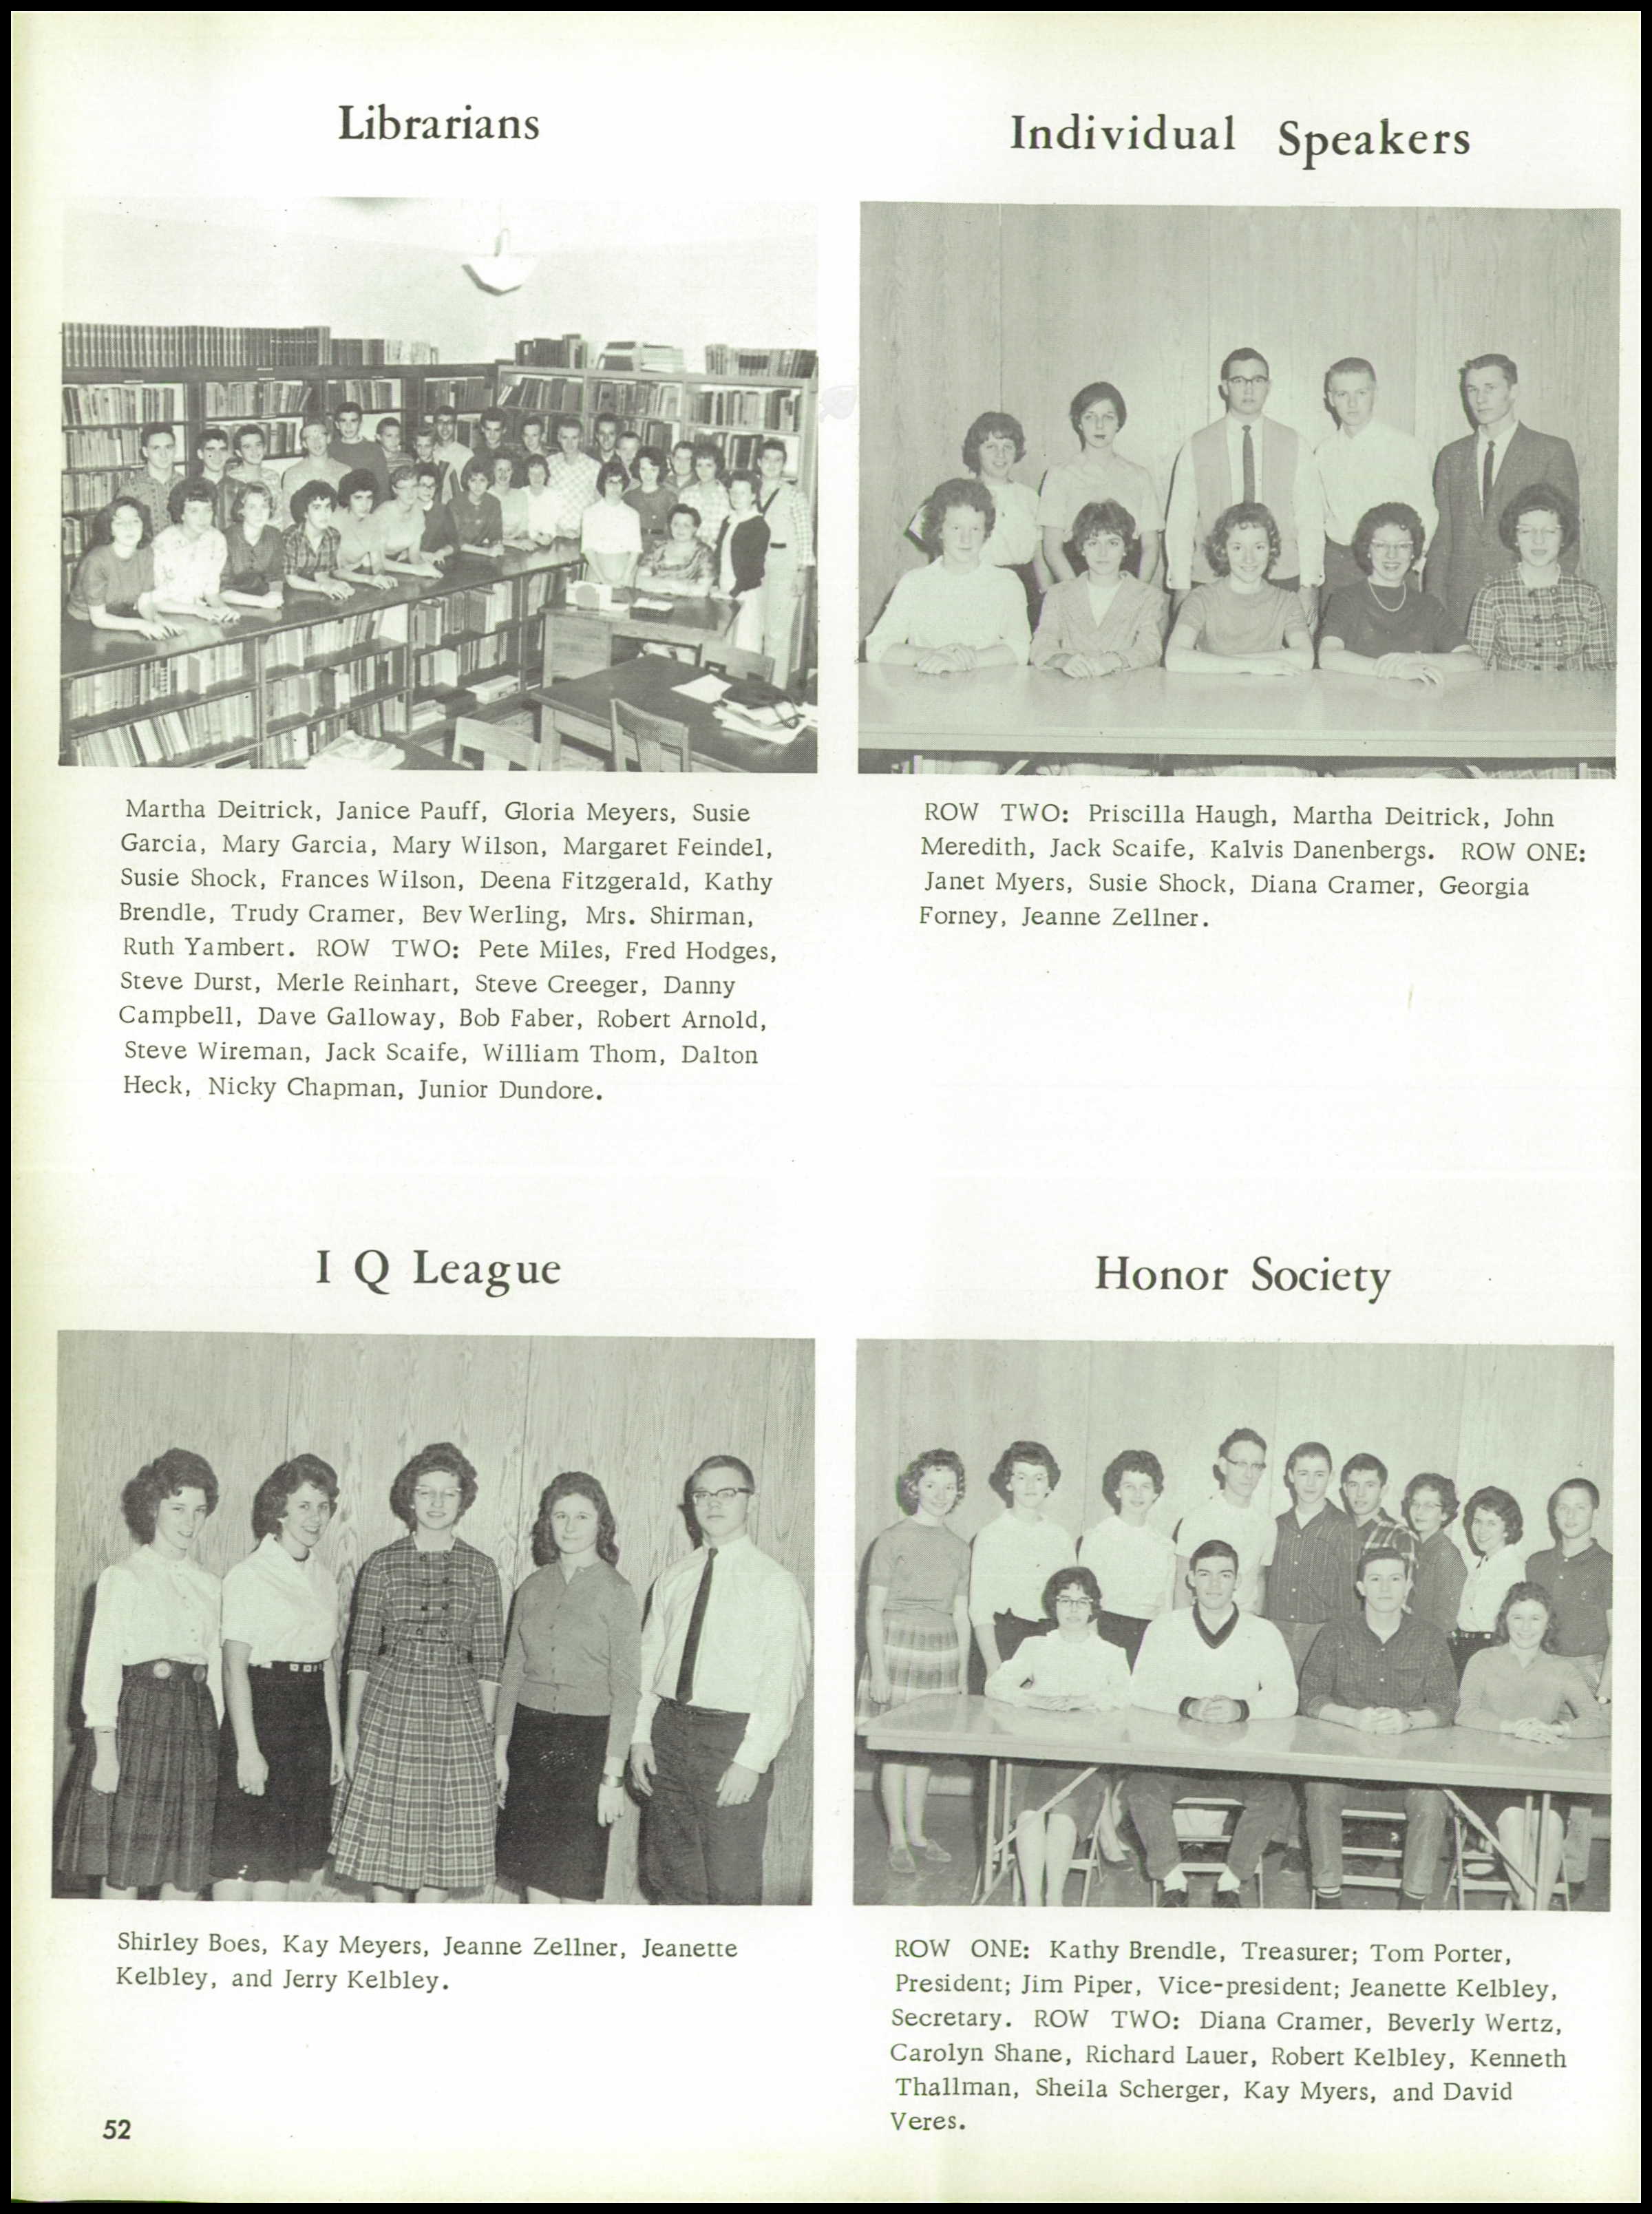 Librarians
Martha Deitrick, Janice Pauff, Gloria Meyers, Susie
Garcia, Mary Garcia, Mary Wilson, Margaret Feindel,
Susie Shock, Frances Wilson, Deena Fitzgerald, Kathy
Brendle, Trudy Cramer, Bev Werling, Mrs. Shirman,
Ruth Yambert. ROW TWO: Pete Miles, Fred Hodges,
Steve Durst, Merle Reinhart, Steve Creeger, Danny
Campbell, Dave Galloway, Bob Faber, Robert Arnold,
Steve Wireman, Jack Scaife, William Thom, Dalton
Heck, Nicky Chapman, Junior Dundore.
Individual Speakers
ROW TWO: Priscilla Haugh, Martha Deitrick, John
Meredith, Jack Scaife, Kalvis Danenbergs. ROW ONE:
Janet Myers, Susie Shock, Diana Cramer, Georgia
Forney, Jeanne Zellner.
I Q League
Shirley Boes, Kay Meyers, Jeanne Zellner, Jeanette
Kelbley, and Jerry Kelbley.
Honor Society
ROW ONE: Kathy Brendle, Treasurer; Tom Porter,
President; Jim Piper, Vice-president; Jeanette Kelbley,
Secretary. ROW TWO: Diana Cramer, Beverly Wertz,
Carolyn Shane, Richard Lauer, Robert Kelbley, Kenneth
Thallman, Sheila Scherger, Kay Myers, and David
Veres.
52